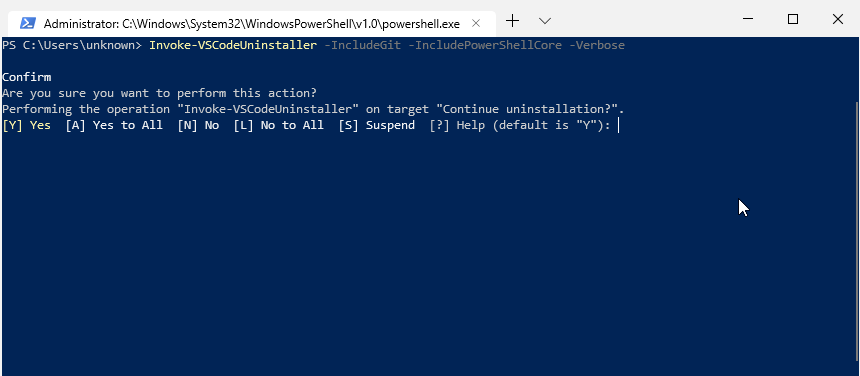 Administrator: C:\Windows\System32\WindowsPowerShell\v1.0\powershell.exe
PS C:\Users\unknown> Invoke-VSCodeUninstaller -IncludeGit -IncludePowerShellCore -Verbose
Confirm
Are you sure you want to perform this action?
Performing the operation "Invoke-VSCodeUninstaller" on target "Continue uninstallation?".
[Y] Yes  [A] Yes to All  [N] No  [L] No to All  [S] Suspend  [?] Help (default is "Y"):